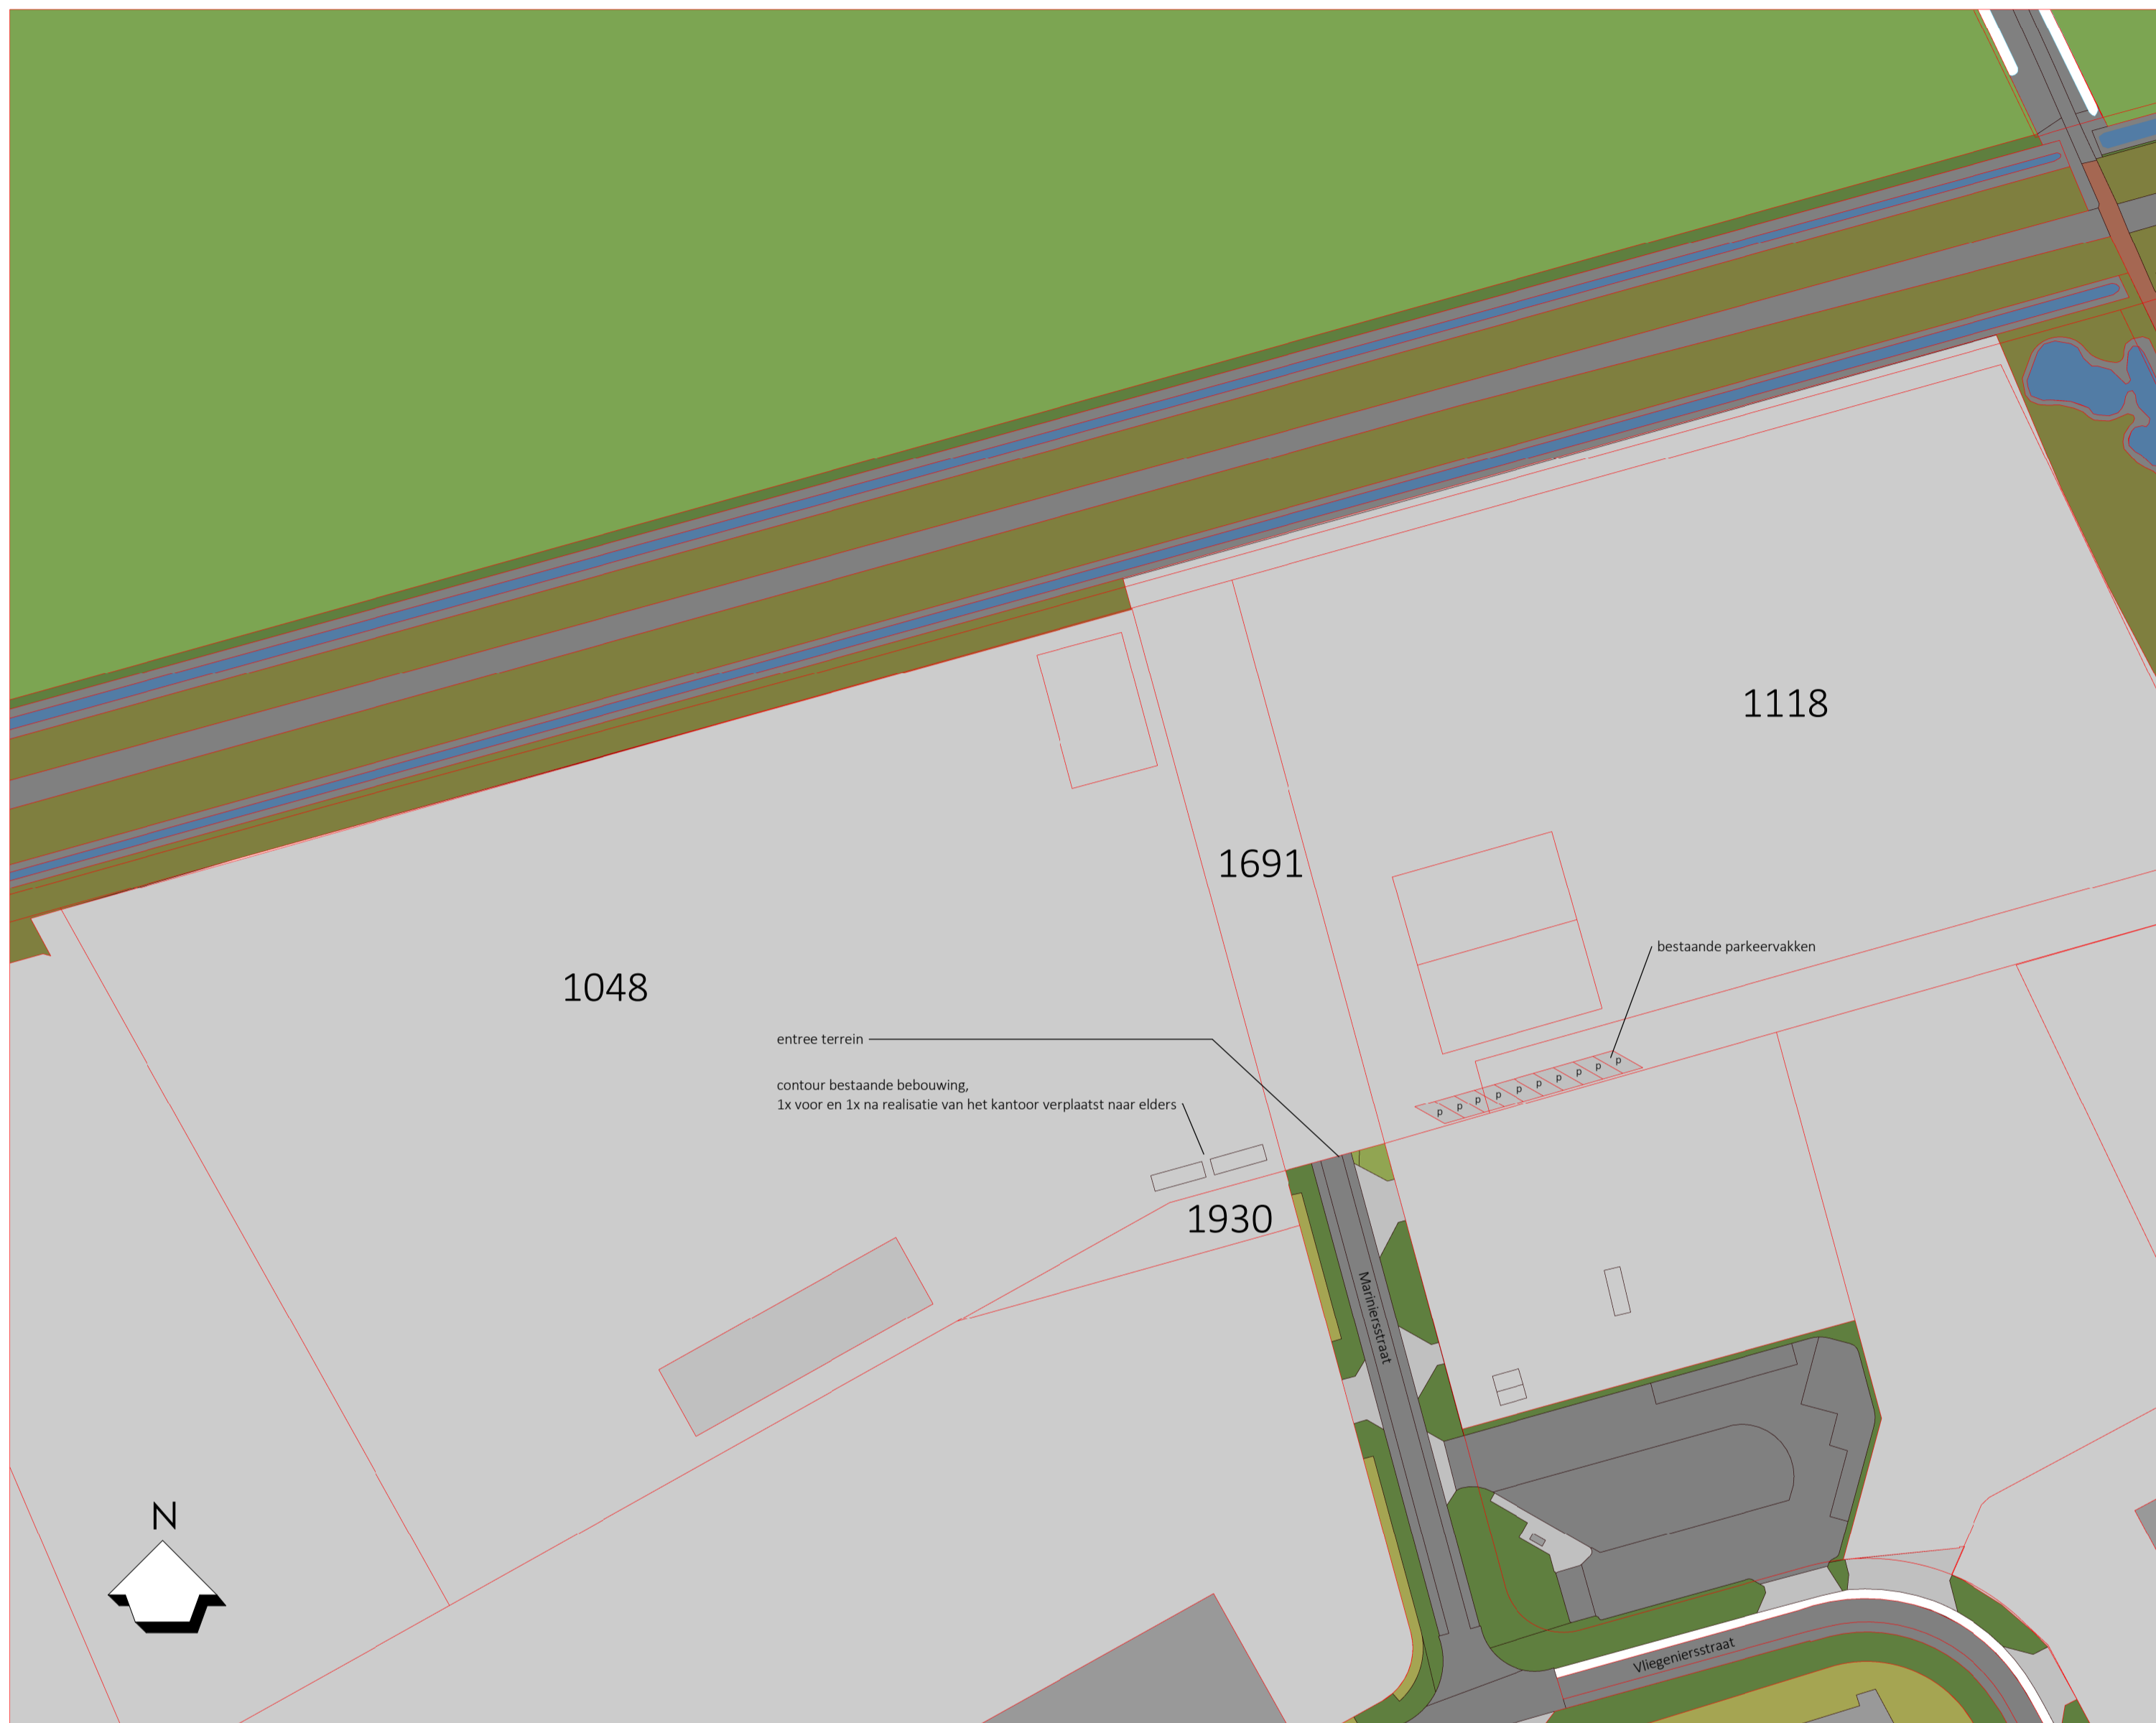 1118
1691
bestaande parkeervakken
1048
entree terrein
contour bestaande bebouwing,
1x voor en 1x na realisatie van het kantoor verplaatst naar elders
p p p p p p p p p p
1930
Mariniersstraat
N
Vliegeniersstraat